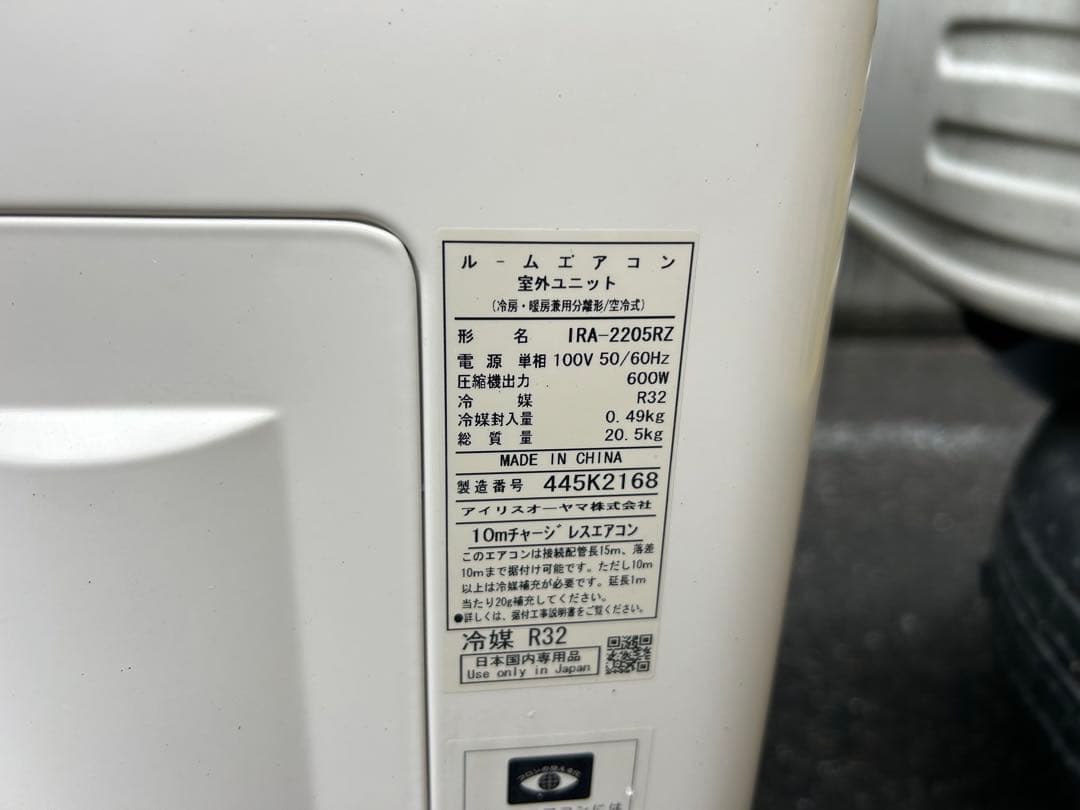 ルームエアコン
室外ユニット
(冷房・暖房兼用分離形/空冷式)
形名 IRA-2205RZ
電源 単相 100V 50/60Hz
圧縮機出力 600W
冷媒 R32
冷媒封入量 0.49kg
総質量 20.5kg
MADE IN CHINA
製造番号 445K2168
アイリスオーヤマ株式会社
10mチャージレスエアコン
このエアコンは接続配管長15m、落差
10mまで据付け可能です。ただし10m
以上は冷媒補充が必要です。延長1m
当たり20g補充してください。
●詳しくは、据付工事説明書をご覧ください。
冷媒 R32
日本国内専用品
Use only in Japan